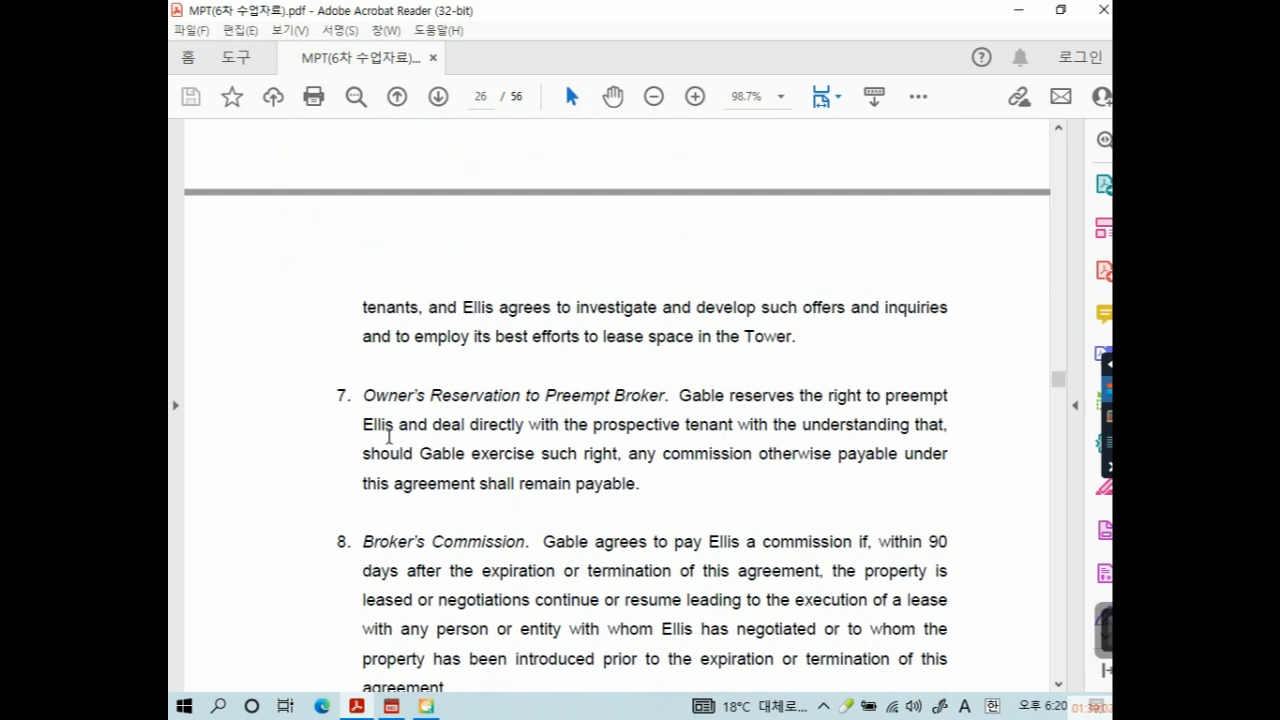 MPT(6차 수업자료).pdf - Adobe Acrobat Reader (32-bit)
파일(F) 편집(E) 보기(V) 서명(S) 창(W) 도움말(H)
홈 도구 MPT(6차 수업자료)... × 로그인
26 / 56 98.7%
tenants, and Ellis agrees to investigate and develop such offers and inquiries
and to employ its best efforts to lease space in the Tower.
7. Owner's Reservation to Preempt Broker. Gable reserves the right to preempt
Ellis and deal directly with the prospective tenant with the understanding that,
should Gable exercise such right, any commission otherwise payable under
this agreement shall remain payable.
8. Broker's Commission. Gable agrees to pay Ellis a commission if, within 90
days after the expiration or termination of this agreement, the property is
leased or negotiations continue or resume leading to the execution of a lease
with any person or entity with whom Ellis has negotiated or to whom the
property has been introduced prior to the expiration or termination of this
agreement
18°C 대체로... A 한 오후 6:20